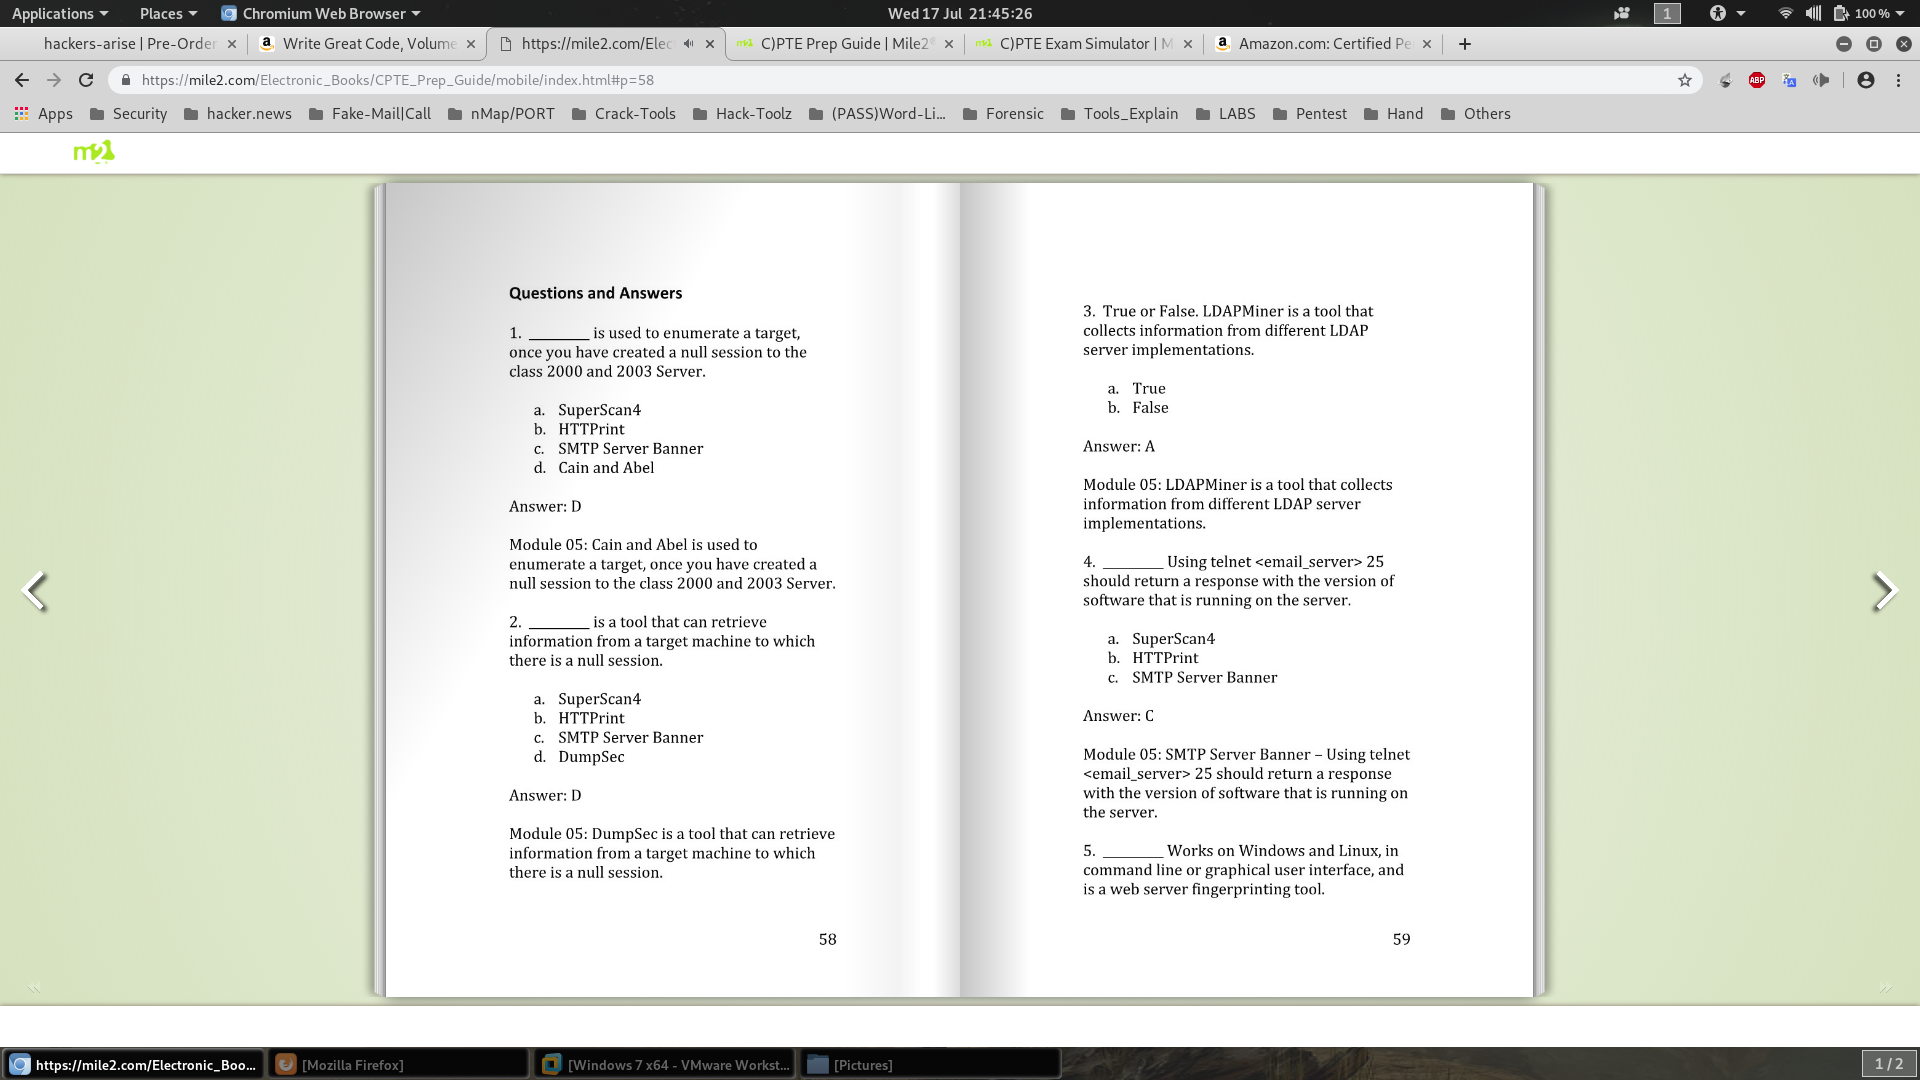 Applications
Places
Chromium Web Browser
Wed 17 Jul 21:45:26
1
100 %
hackers-arise | Pre-Order
Write Great Code, Volume
https://mile2.com/Elec
C)PTE Prep Guide | Mile2
C)PTE Exam Simulator | M
Amazon.com: Certified Pe
https://mile2.com/Electronic_Books/CPTE_Prep_Guide/mobile/index.html#p=58
ABP
Apps
Security
hacker.news
Fake-Mail|Call
nMap/PORT
Crack-Tools
Hack-Toolz
(PASS)Word-Li...
Forensic
Tools_Explain
LABS
Pentest
Hand
Others
m2
Questions and Answers
1. ________ is used to enumerate a target,
once you have created a null session to the
class 2000 and 2003 Server.
a. SuperScan4
b. HTTPrint
c. SMTP Server Banner
d. Cain and Abel
Answer: D
Module 05: Cain and Abel is used to
enumerate a target, once you have created a
null session to the class 2000 and 2003 Server.
2. ________ is a tool that can retrieve
information from a target machine to which
there is a null session.
a. SuperScan4
b. HTTPrint
c. SMTP Server Banner
d. DumpSec
Answer: D
Module 05: DumpSec is a tool that can retrieve
information from a target machine to which
there is a null session.
58
3. True or False. LDAPMiner is a tool that
collects information from different LDAP
server implementations.
a. True
b. False
Answer: A
Module 05: LDAPMiner is a tool that collects
information from different LDAP server
implementations.
4. ________ Using telnet <email_server> 25
should return a response with the version of
software that is running on the server.
a. SuperScan4
b. HTTPrint
c. SMTP Server Banner
Answer: C
Module 05: SMTP Server Banner – Using telnet
<email_server> 25 should return a response
with the version of software that is running on
the server.
5. ________ Works on Windows and Linux, in
command line or graphical user interface, and
is a web server fingerprinting tool.
59
https://mile2.com/Electronic_Boo...
[Mozilla Firefox]
[Windows 7 x64 - VMware Workst...
[Pictures]
1 / 2